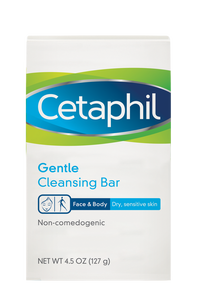 Cetaphil
Gentle
Cleansing Bar
Face & Body Dry, sensitive skin
Non-comedogenic
NET WT 4.5 OZ (127 g)